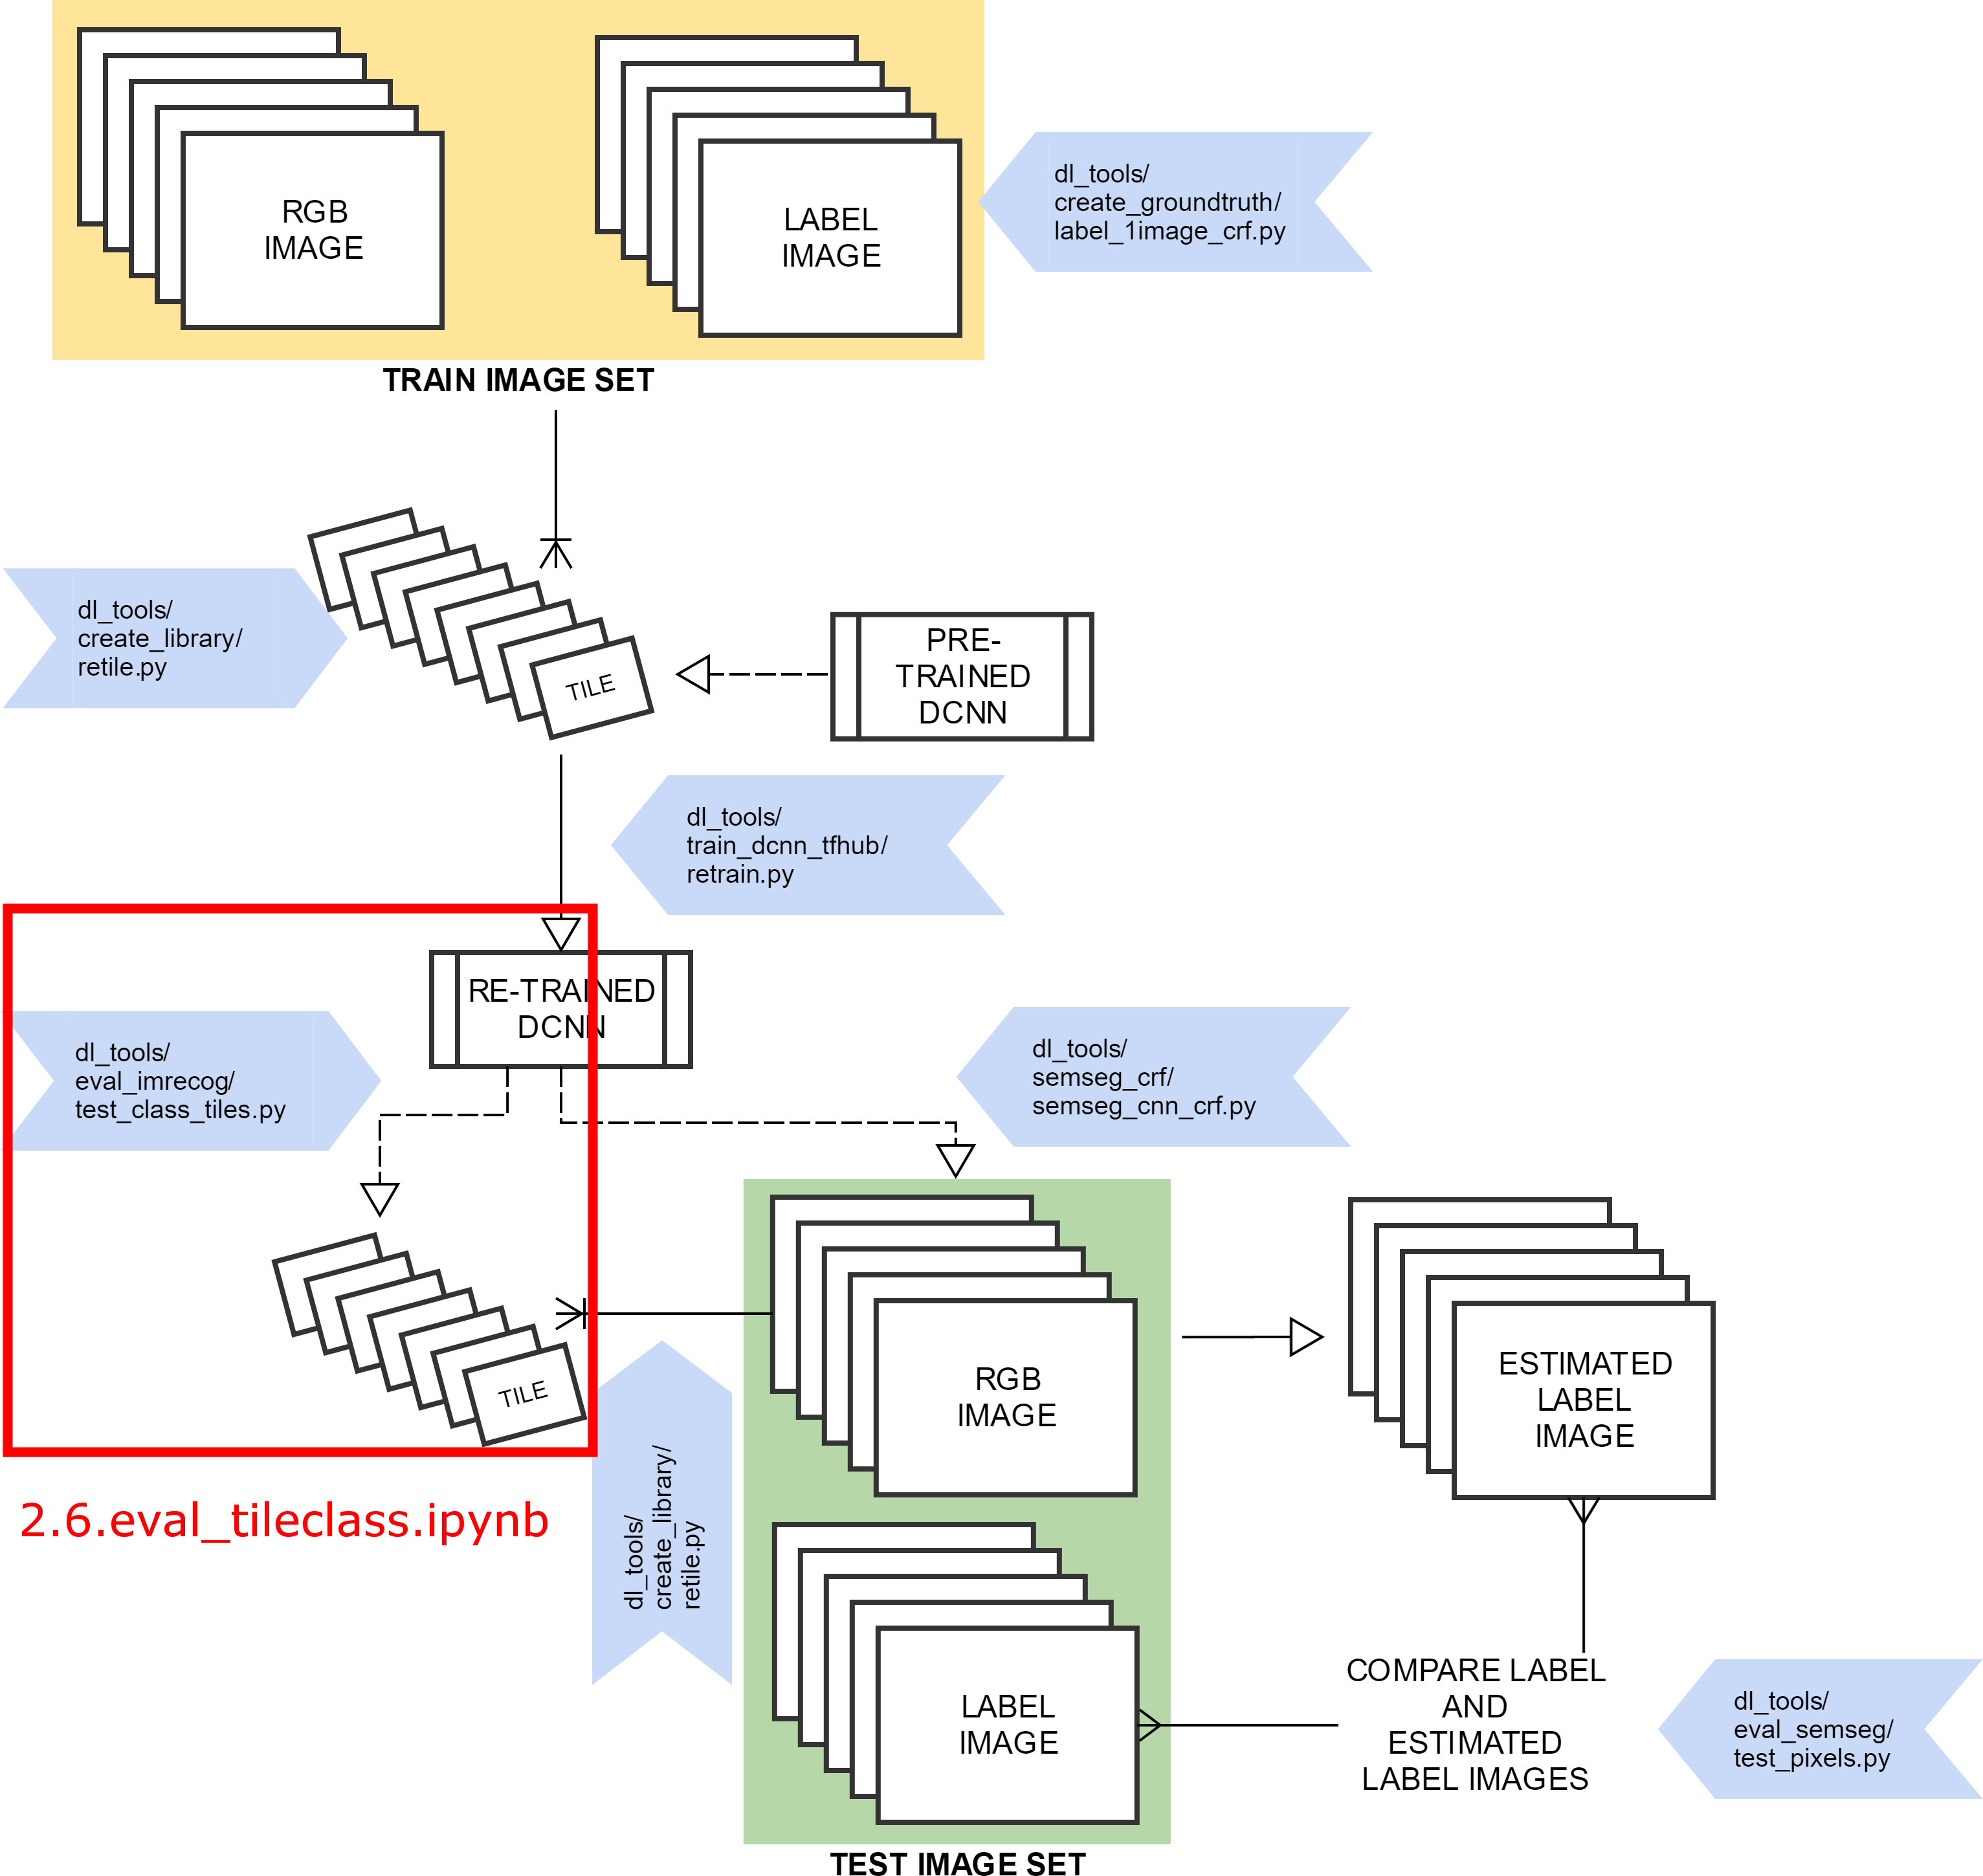 RGB
IMAGE
LABEL
IMAGE
dl_tools/
create_groundtruth/
label_1image_crf.py
TRAIN IMAGE SET
dl_tools/
create_library/
retile.py
TILE
PRE-
TRAINED
DCNN
dl_tools/
train_dcnn_tfhub/
retrain.py
RE-TRAINED
DCNN
dl_tools/
eval_imrecog/
test_class_tiles.py
dl_tools/
semseg_crf/
semseg_cnn_crf.py
TILE
RGB
IMAGE
ESTIMATED
LABEL
IMAGE
2.6.eval_tileclass.ipynb
dl_tools/
create_library/
retile.py
LABEL
IMAGE
COMPARE LABEL
AND
ESTIMATED
LABEL IMAGES
dl_tools/
eval_semseg/
test_pixels.py
TEST IMAGE SET